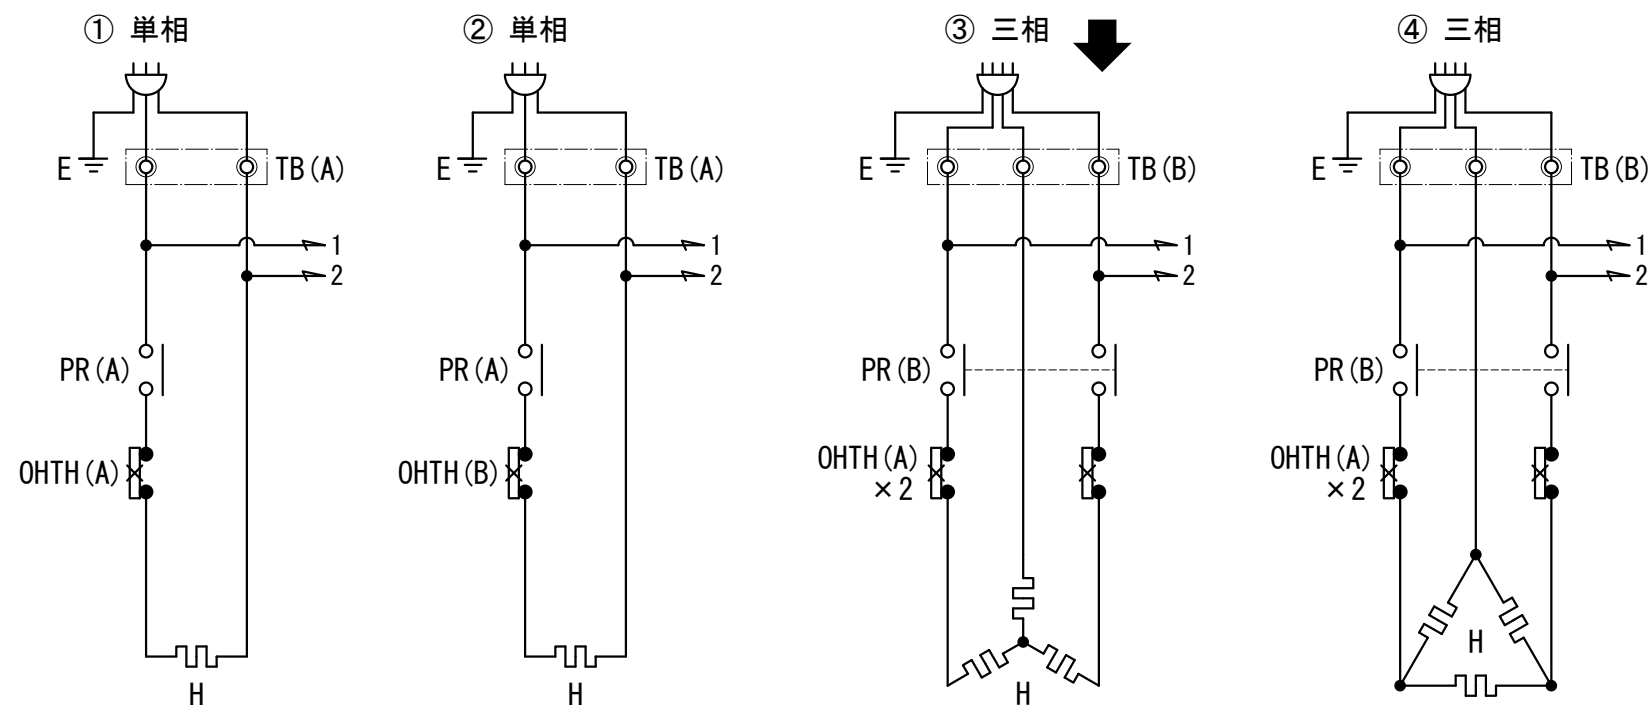 ① 単相
E
TB(A)
1
2
PR(A)
OHTH(A)
H
② 単相
E
TB(A)
1
2
PR(A)
OHTH(B)
H
③ 三相
E
TB(B)
1
2
PR(B)
OHTH(A)
×2
H
④ 三相
E
TB(B)
1
2
PR(B)
OHTH(A)
×2
H